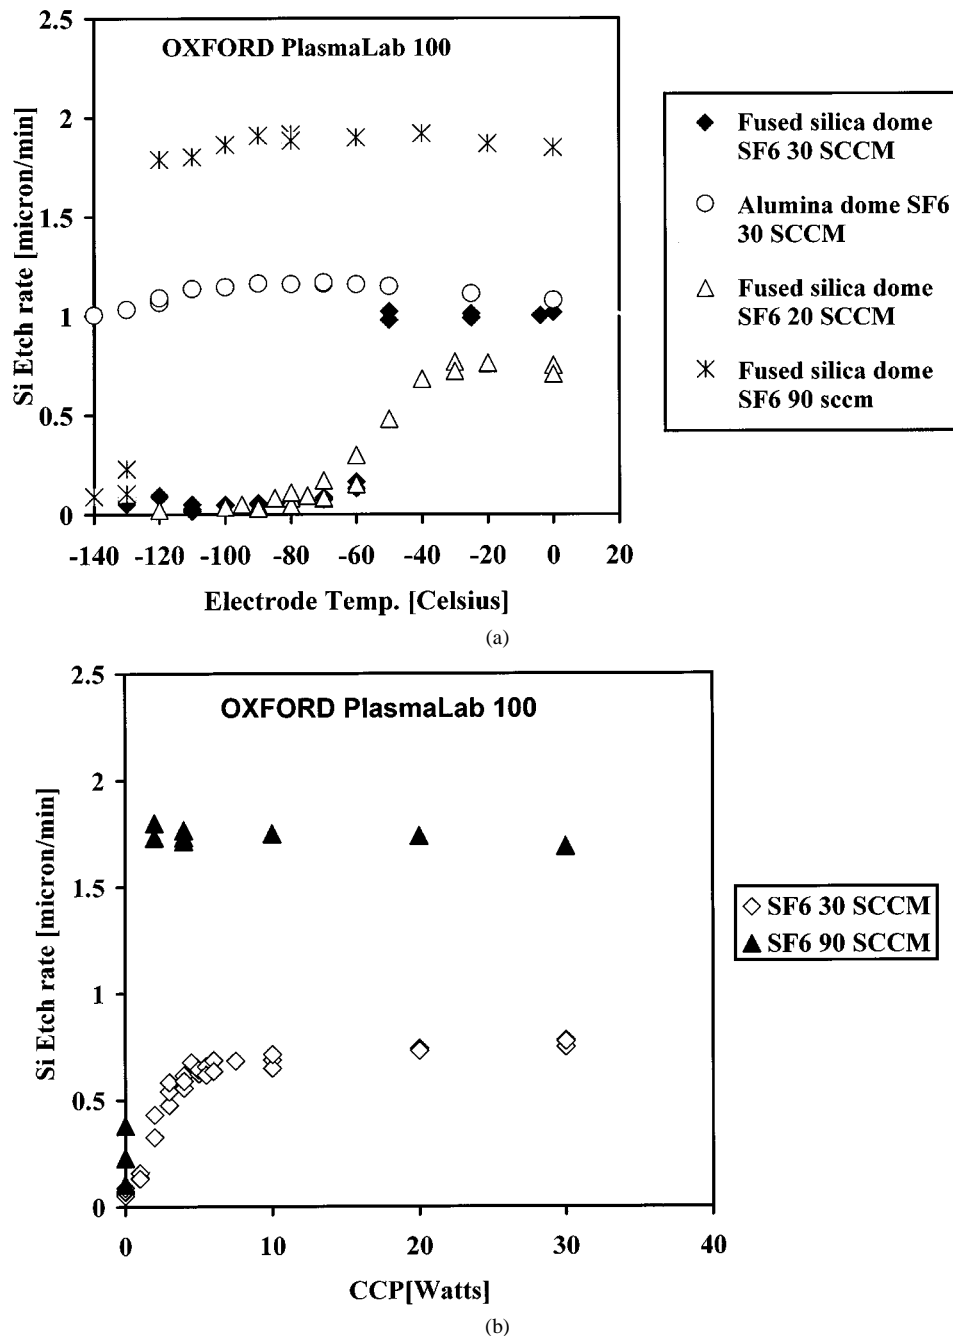 2.5
OXFORD PlasmaLab 100
2
1.5
1
0.5
0
Si Etch rate [micron/min]
-140 -120 -100 -80 -60 -40 -20 0 20
Electrode Temp. [Celsius]
Fused silica dome
SF6 30 SCCM
Alumina dome SF6
30 SCCM
Fused silica dome
SF6 20 SCCM
Fused silica dome
SF6 90 sccm
(a)
2.5
OXFORD PlasmaLab 100
2
1.5
1
0.5
0
Si Etch rate [micron/min]
0 10 20 30 40
CCP[Watts]
SF6 30 SCCM
SF6 90 SCCM
(b)